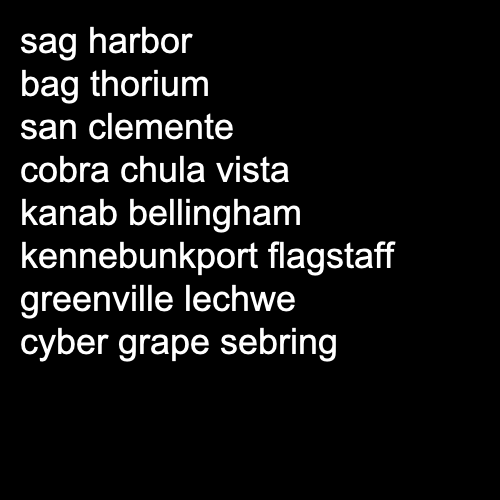 sag harbor
bag thorium
san clemente
cobra chula vista
kanab bellingham
kennebunkport flagstaff
greenville lechwe
cyber grape sebring